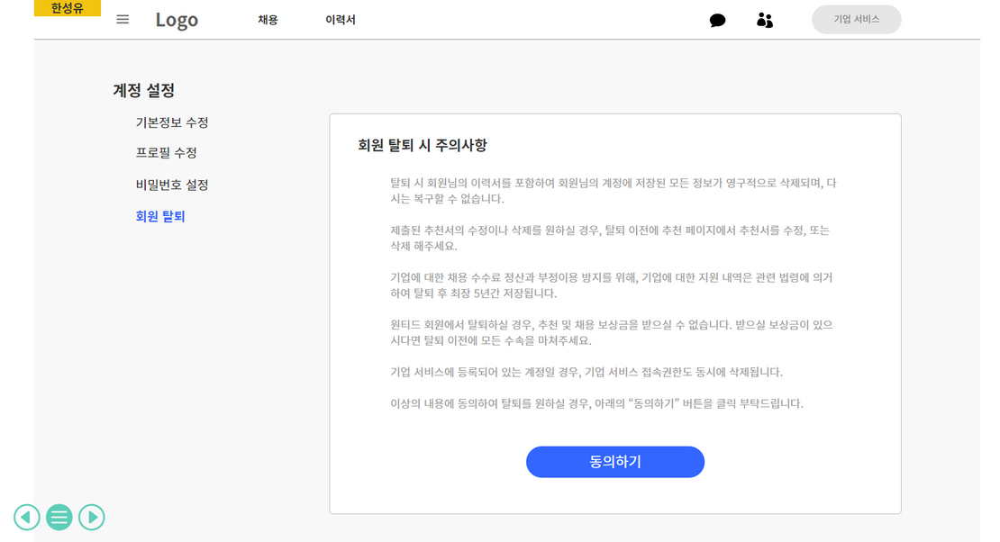 한성유
Logo
채용
이력서
기업 서비스
계정 설정
기본정보 수정
프로필 수정
비밀번호 설정
회원 탈퇴
회원 탈퇴 시 주의사항
탈퇴 시 회원님의 이력서를 포함하여 회원님의 계정에 저장된 모든 정보가 영구적으로 삭제되며, 다
시는 복구할 수 없습니다.
제출된 추천서의 수정이나 삭제를 원하실 경우, 탈퇴 이전에 추천 페이지에서 추천서를 수정, 또는
삭제 해주세요.
기업에 대한 채용 수수료 정산과 부정이용 방지를 위해, 기업에 대한 지원 내역은 관련 법령에 의거
하여 탈퇴 후 최장 5년간 저장됩니다.
원티드 회원에서 탈퇴하실 경우, 추천 및 채용 보상금을 받으실 수 없습니다. 받으실 보상금이 있으
시다면 탈퇴 이전에 모든 수속을 마쳐주세요.
기업 서비스에 등록되어 있는 계정일 경우, 기업 서비스 접속권한도 동시에 삭제됩니다.
이상의 내용에 동의하여 탈퇴를 원하실 경우, 아래의 “동의하기” 버튼을 클릭 부탁드립니다.
동의하기